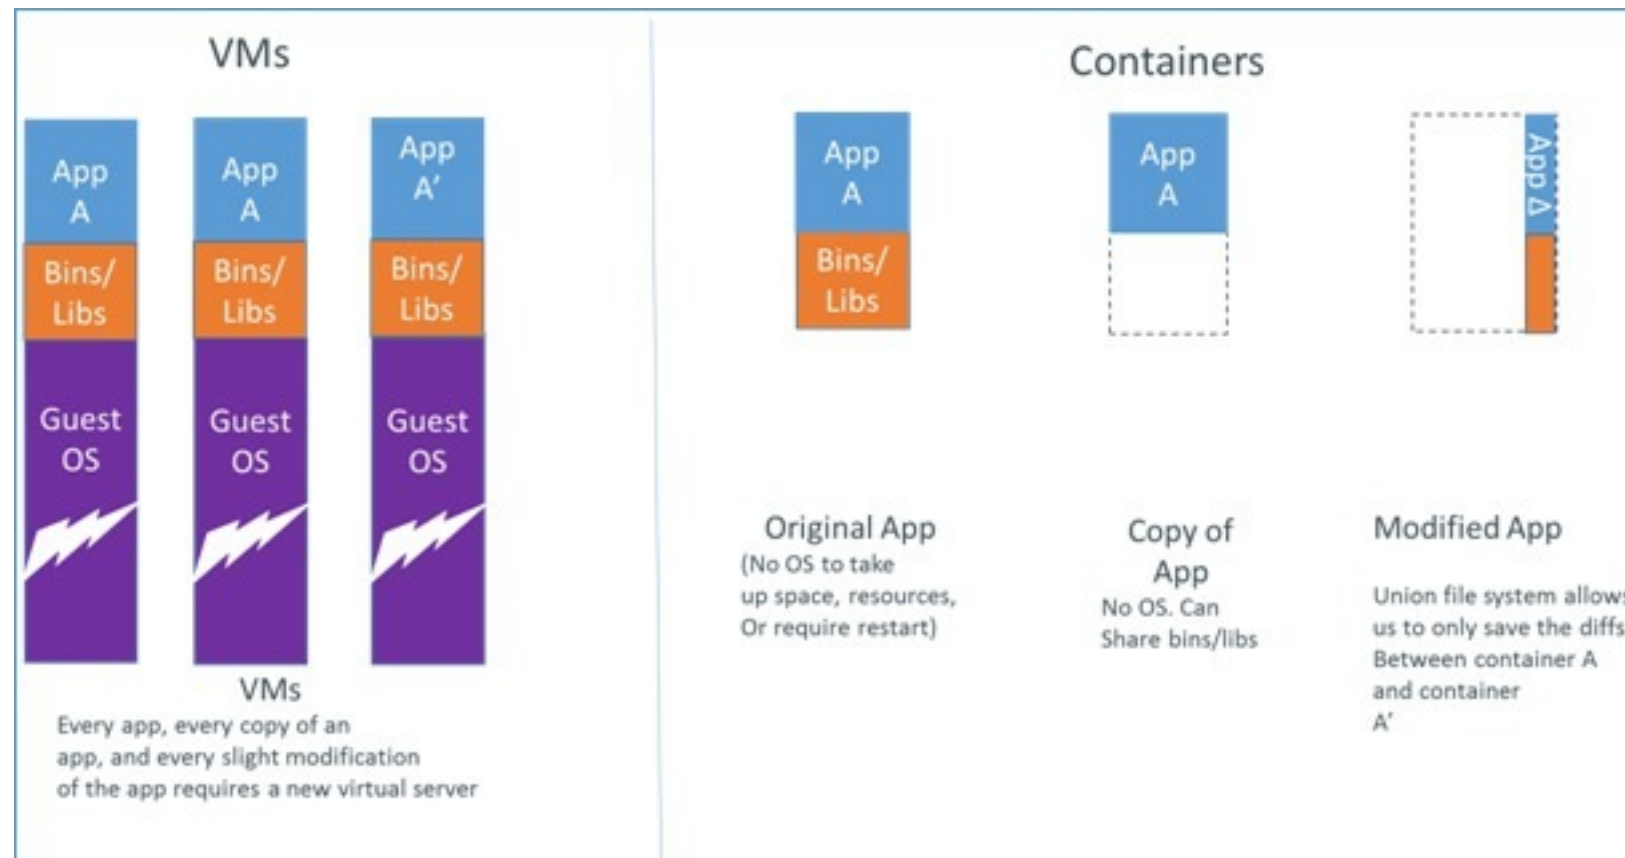 VMs
App
A
Bins/
Libs
Guest
OS
App
A
Bins/
Libs
Guest
OS
App
A’
Bins/
Libs
Guest
OS
VMs
Every app, every copy of an
app, and every slight modification
of the app requires a new virtual server
Containers
App
A
Bins/
Libs
App
A
App Δ
Original App
(No OS to take
up space, resources,
Or require restart)
Copy of
App
No OS. Can
Share bins/libs
Modified App
Union file system allows
us to only save the diffs
Between container A
and container
A’